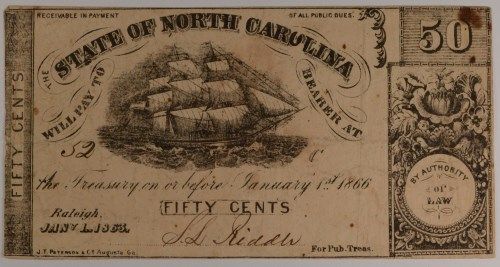 RECEIVABLE IN PAYMENT OF ALL PUBLIC DUES.
THE STATE OF NORTH CAROLINA
50
WILL PAY TO BEARER AT
FIFTY CENTS
52 C
the Treasury on or before January 1st 1866
FIFTY CENTS
BY AUTHORITY
OF
LAW
Raleigh,
JANY. 1. 1863.
For Pub. Treas.
J.T. PATERSON & Co. Augusta Ga.